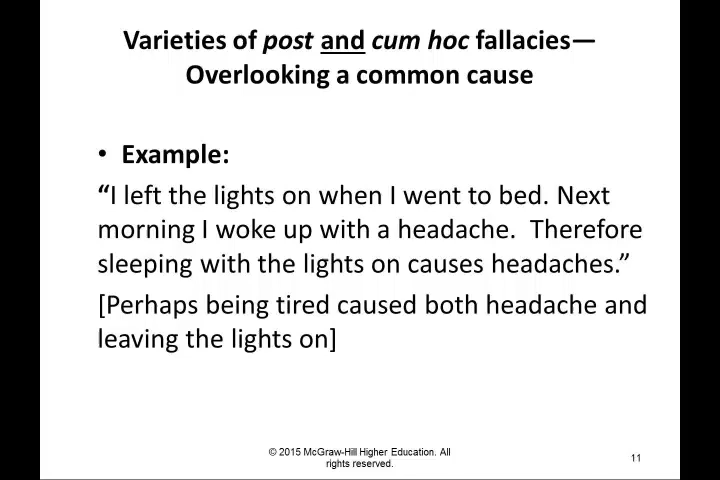 Varieties of post and cum hoc fallacies—
Overlooking a common cause
• Example:
“I left the lights on when I went to bed. Next
morning I woke up with a headache.  Therefore
sleeping with the lights on causes headaches.”
[Perhaps being tired caused both headache and
leaving the lights on]
© 2015 McGraw-Hill Higher Education. All
rights reserved.
11